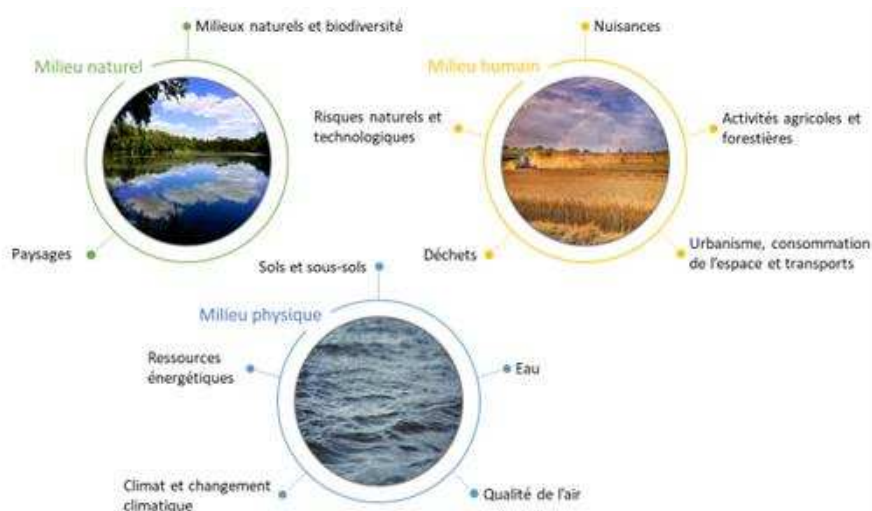 Milieux naturels et biodiversité
Milieu naturel
Paysages
Nuisances
Milieu humain
Risques naturels et
technologiques
Activités agricoles et
forestières
Déchets
Urbanisme, consommation
de l'espace et transports
Sols et sous-sols
Milieu physique
Ressources
énergétiques
Eau
Climat et changement
climatique
Qualité de l'air